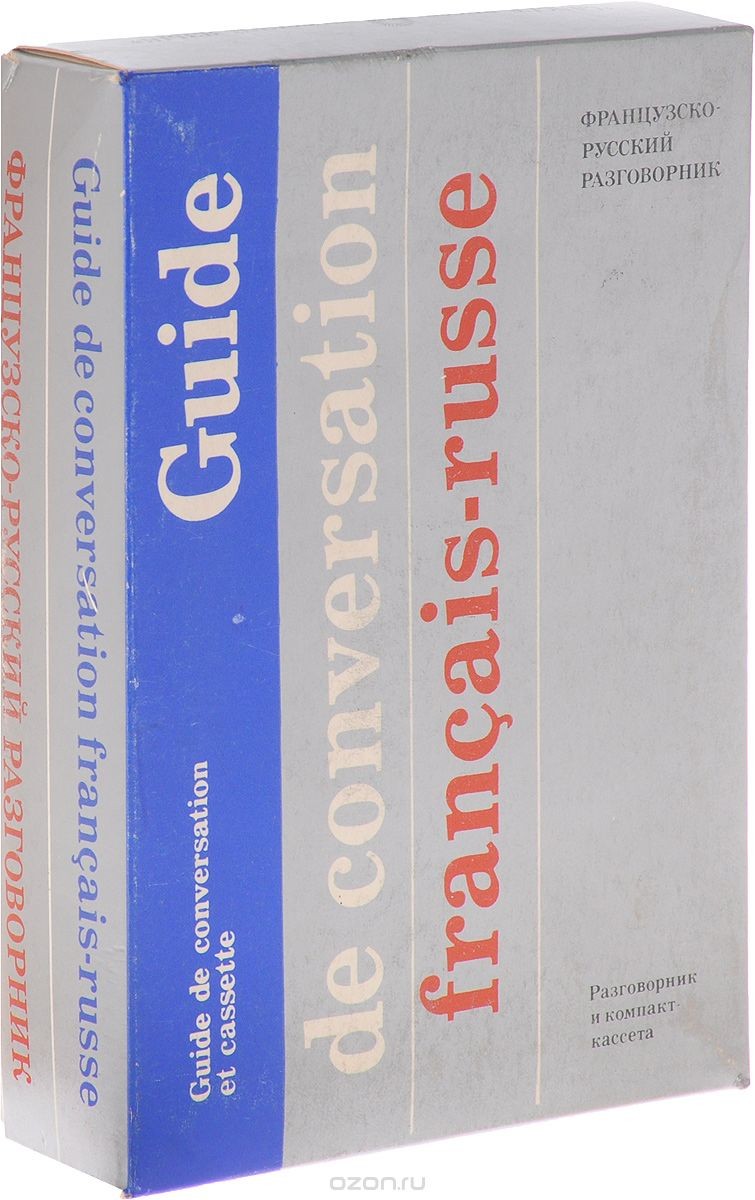 ФРАНЦУЗСКО-РУССКИЙ РАЗГОВОРНИК
Guide de conversation français-russe
Guide
de conversation
français-russe
Guide de conversation
et cassette
ФРАНЦУЗСКО-
РУССКИЙ
РАЗГОВОРНИК
Разговорник
и компакт-
кассета
ozon.ru